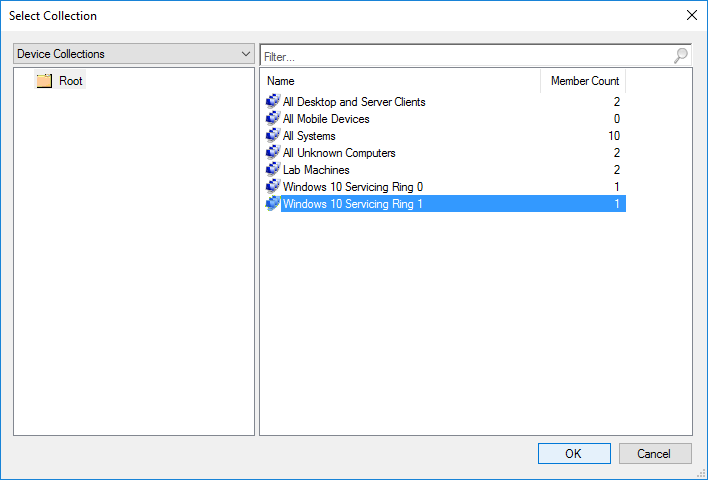 Select Collection
Device Collections
Filter...
Root
Name Member Count
All Desktop and Server Clients 2
All Mobile Devices 0
All Systems 10
All Unknown Computers 2
Lab Machines 2
Windows 10 Servicing Ring 0 1
Windows 10 Servicing Ring 1 1
OK Cancel